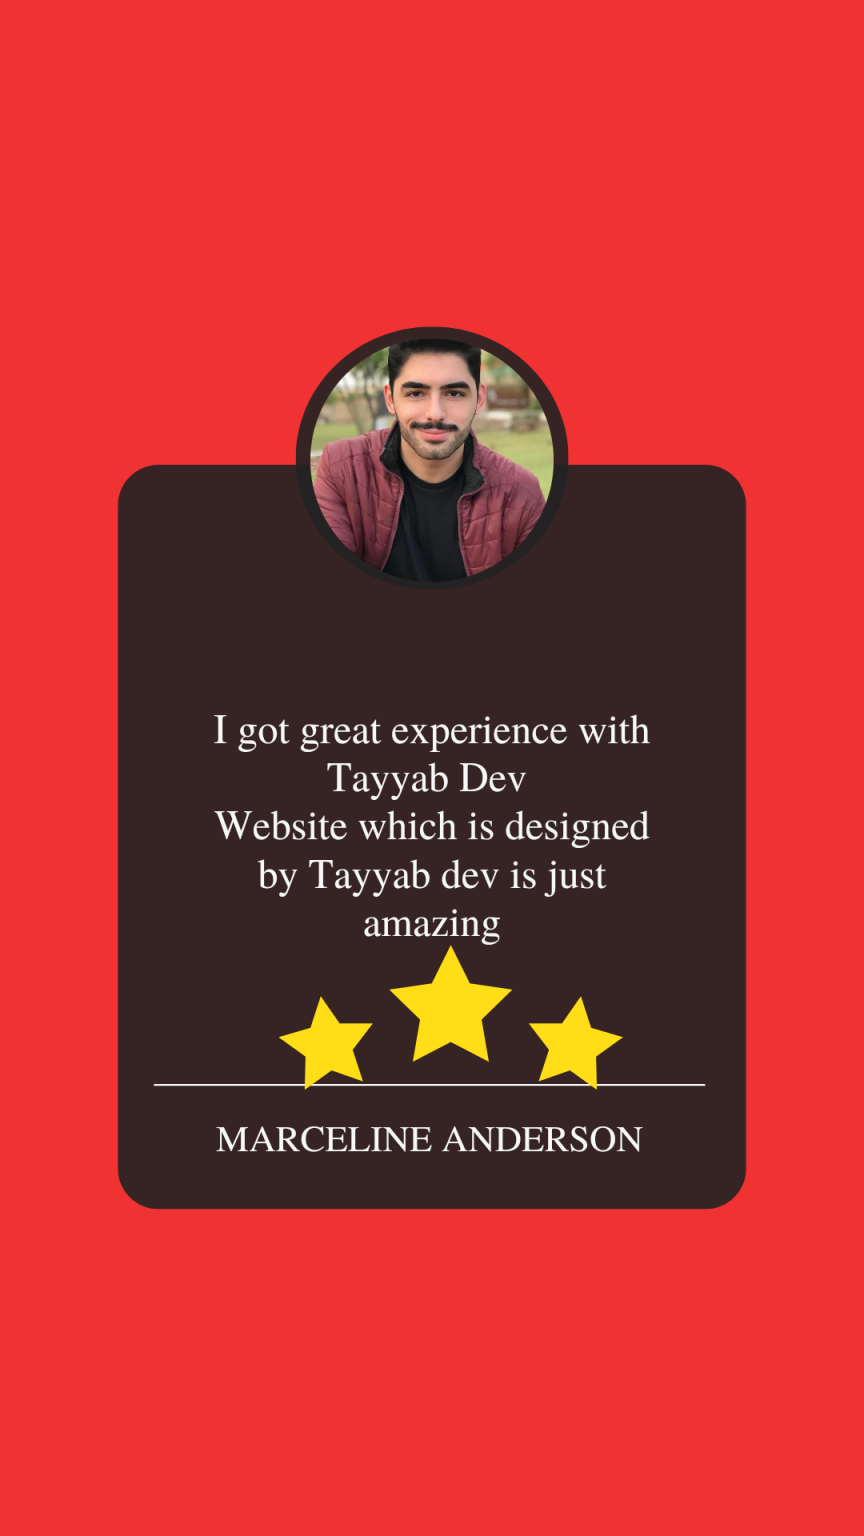 I got great experience with
Tayyab Dev
Website which is designed
by Tayyab dev is just
amazing
MARCELINE ANDERSON